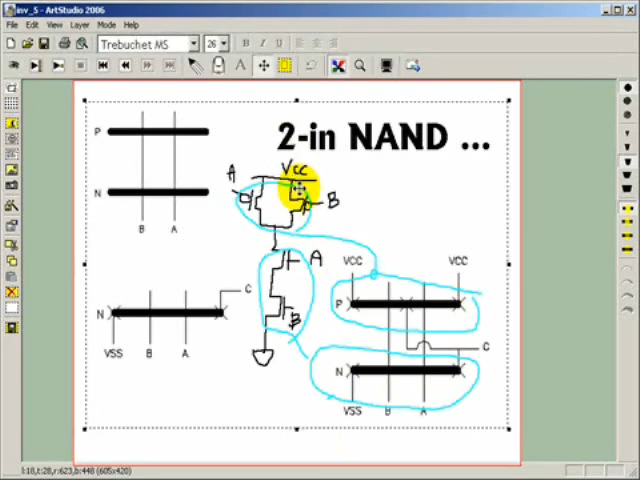 inv_5 - ArtStudio 2006
File Edit View Layer Mode Help
Trebuchet MS 26 B I U
A
2-in NAND ...
P
N
B A
A VCC B
A
B
VCC VCC
P
C
N
VSS B A
N C
VSS B A
l:18,t:28,r:623,b:448 (605x420)